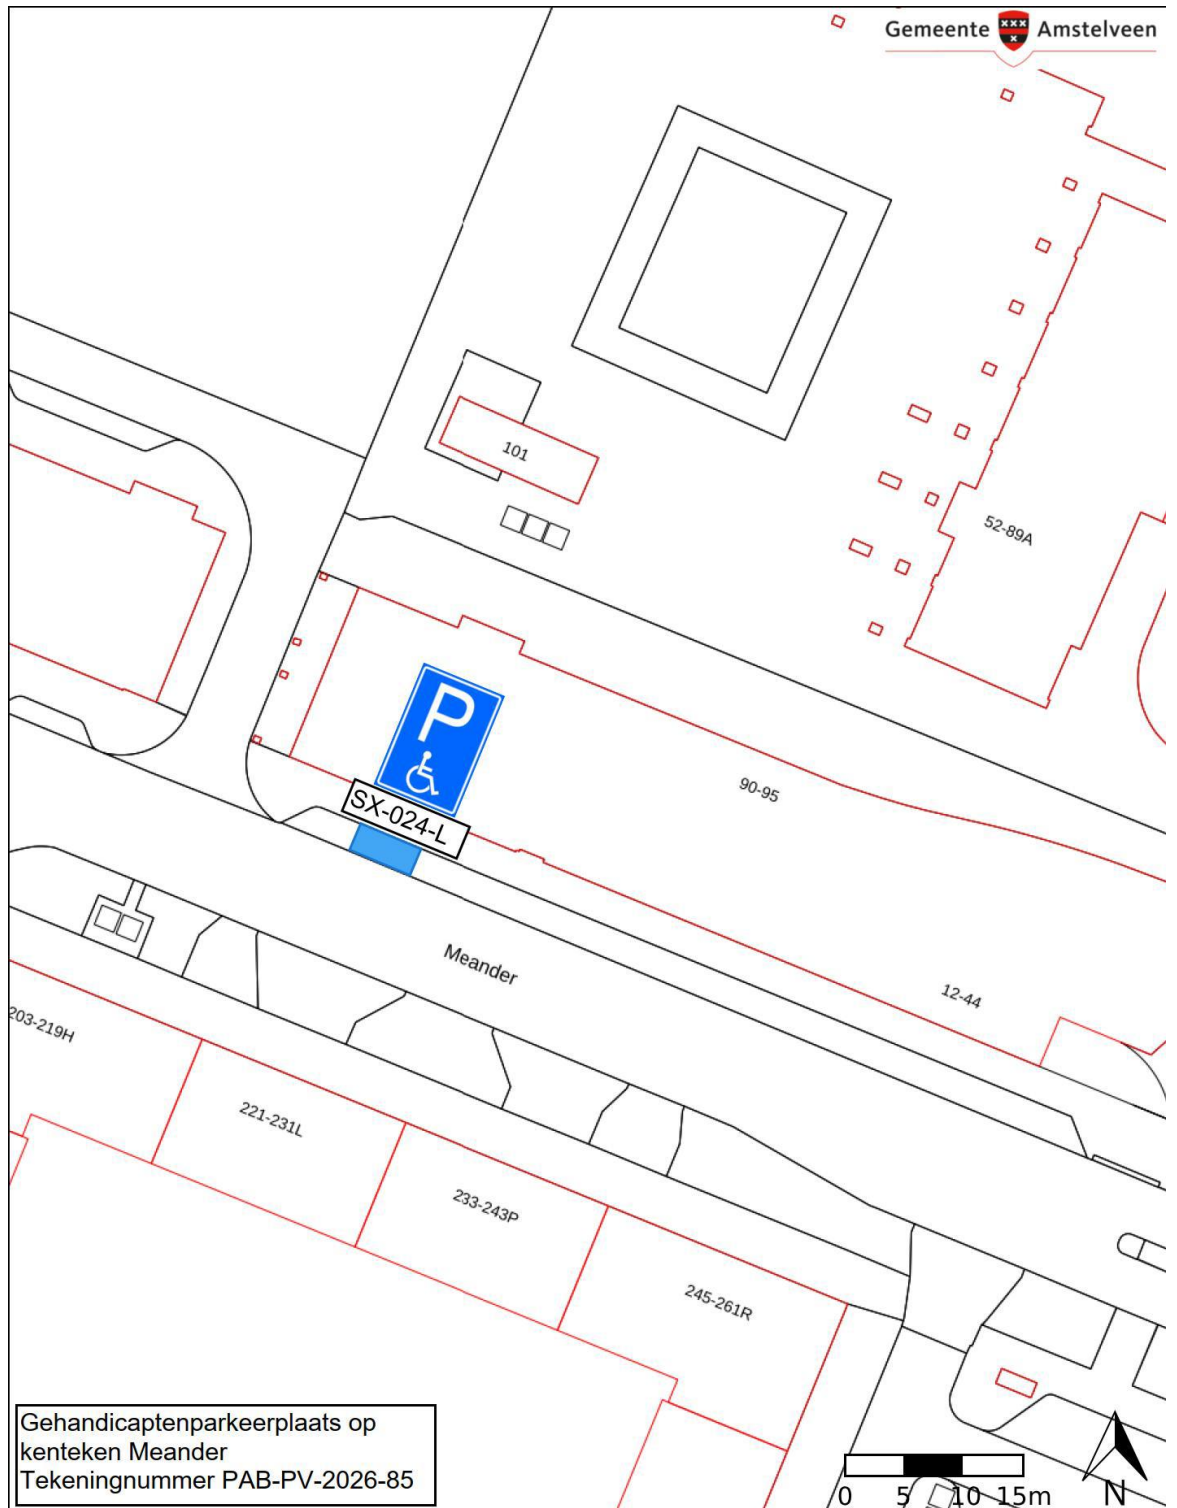 Gemeente Amstelveen
101
52-89A
P
SX-024-L
90-95
Meander
12-44
203-219H
221-231L
233-243P
245-261R
Gehandicaptenparkeerplaats op
kenteken Meander
Tekeningnummer PAB-PV-2026-85
0 5 10 15m
N